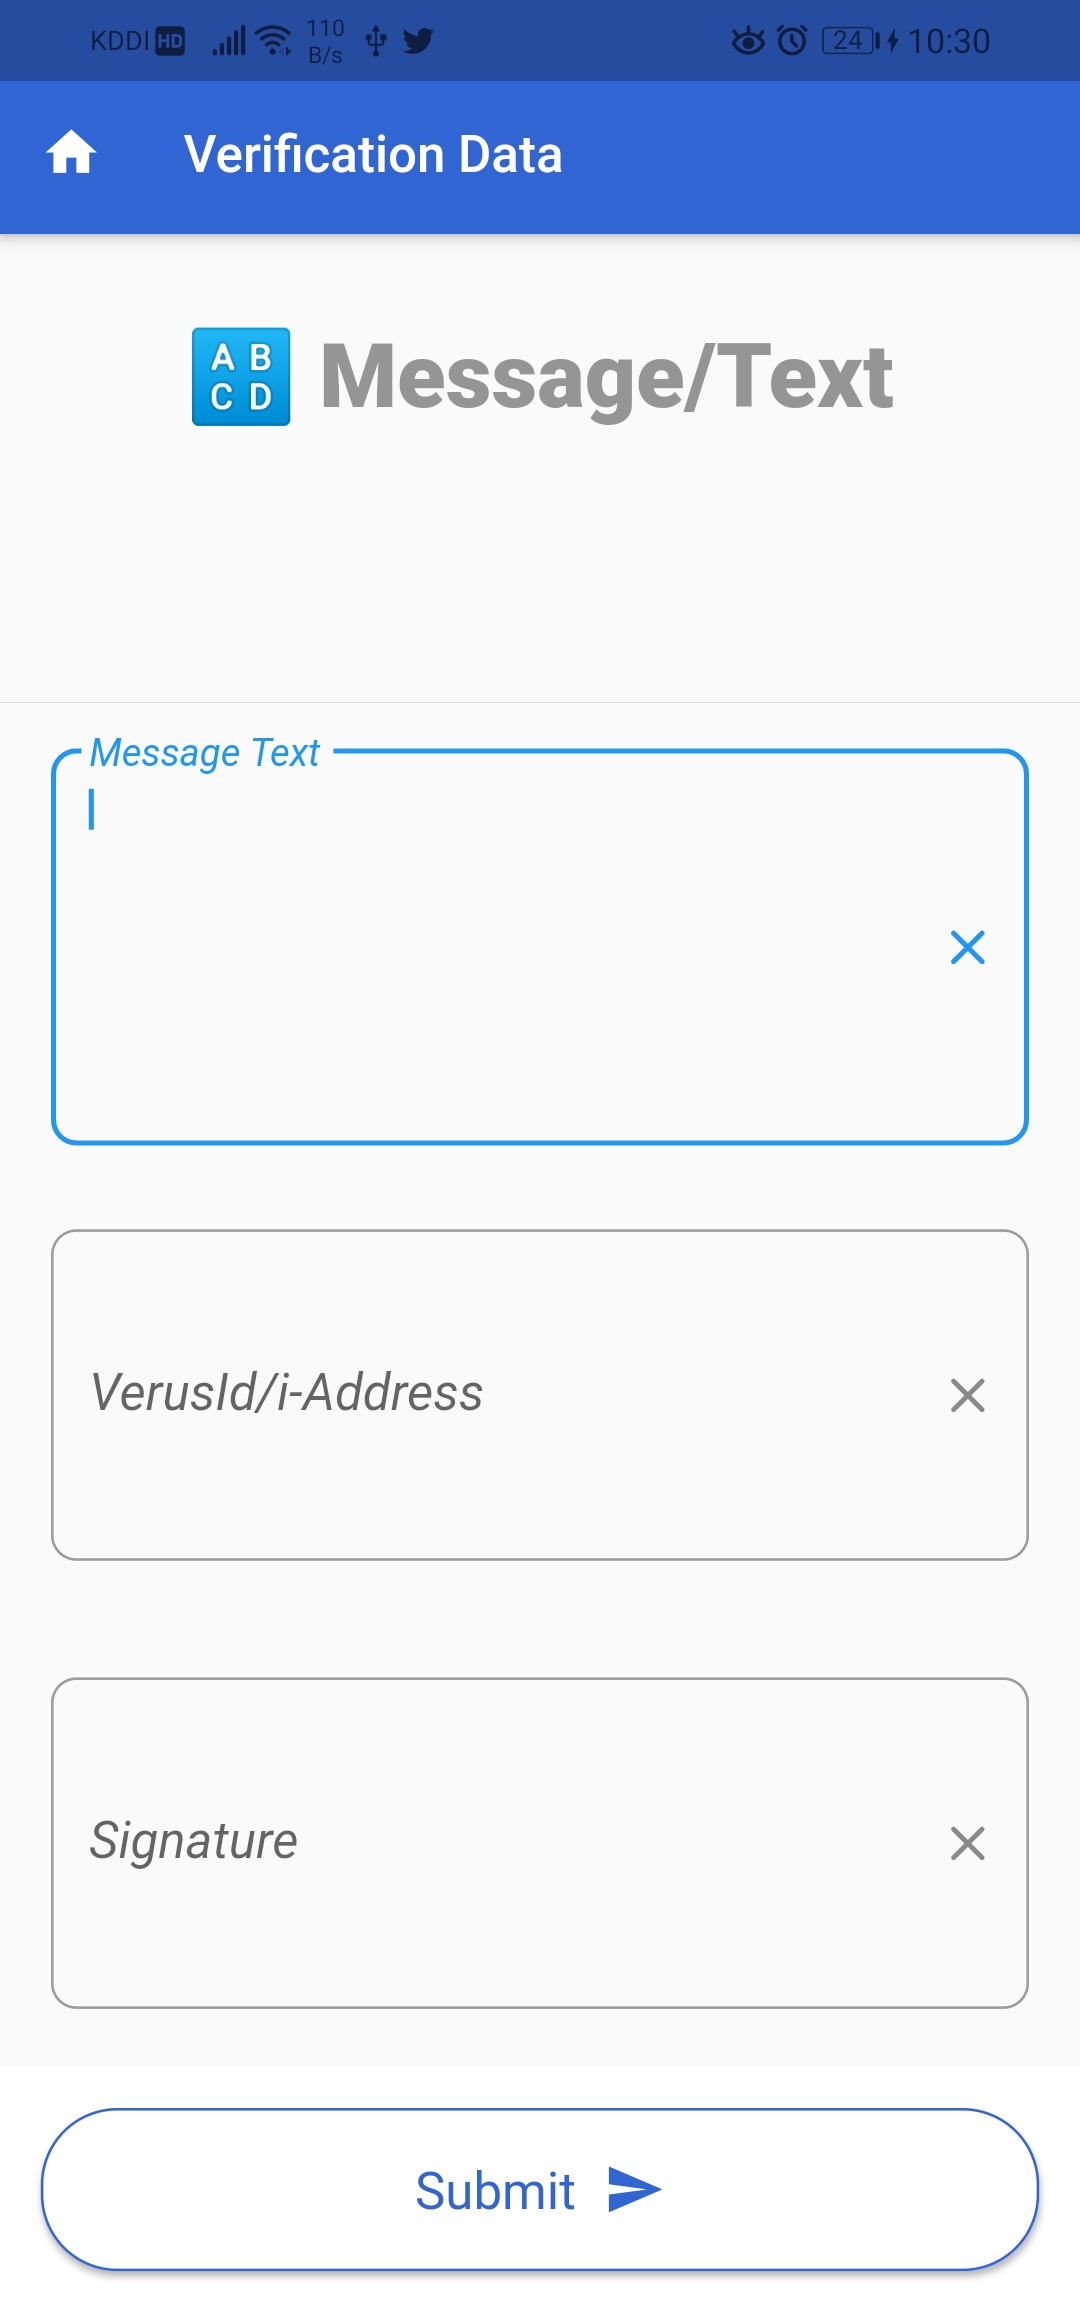 KDDI HD 110 B/s 24 10:30
Verification Data
A B C D Message/Text
Message Text
VerusId/i-Address
Signature
Submit